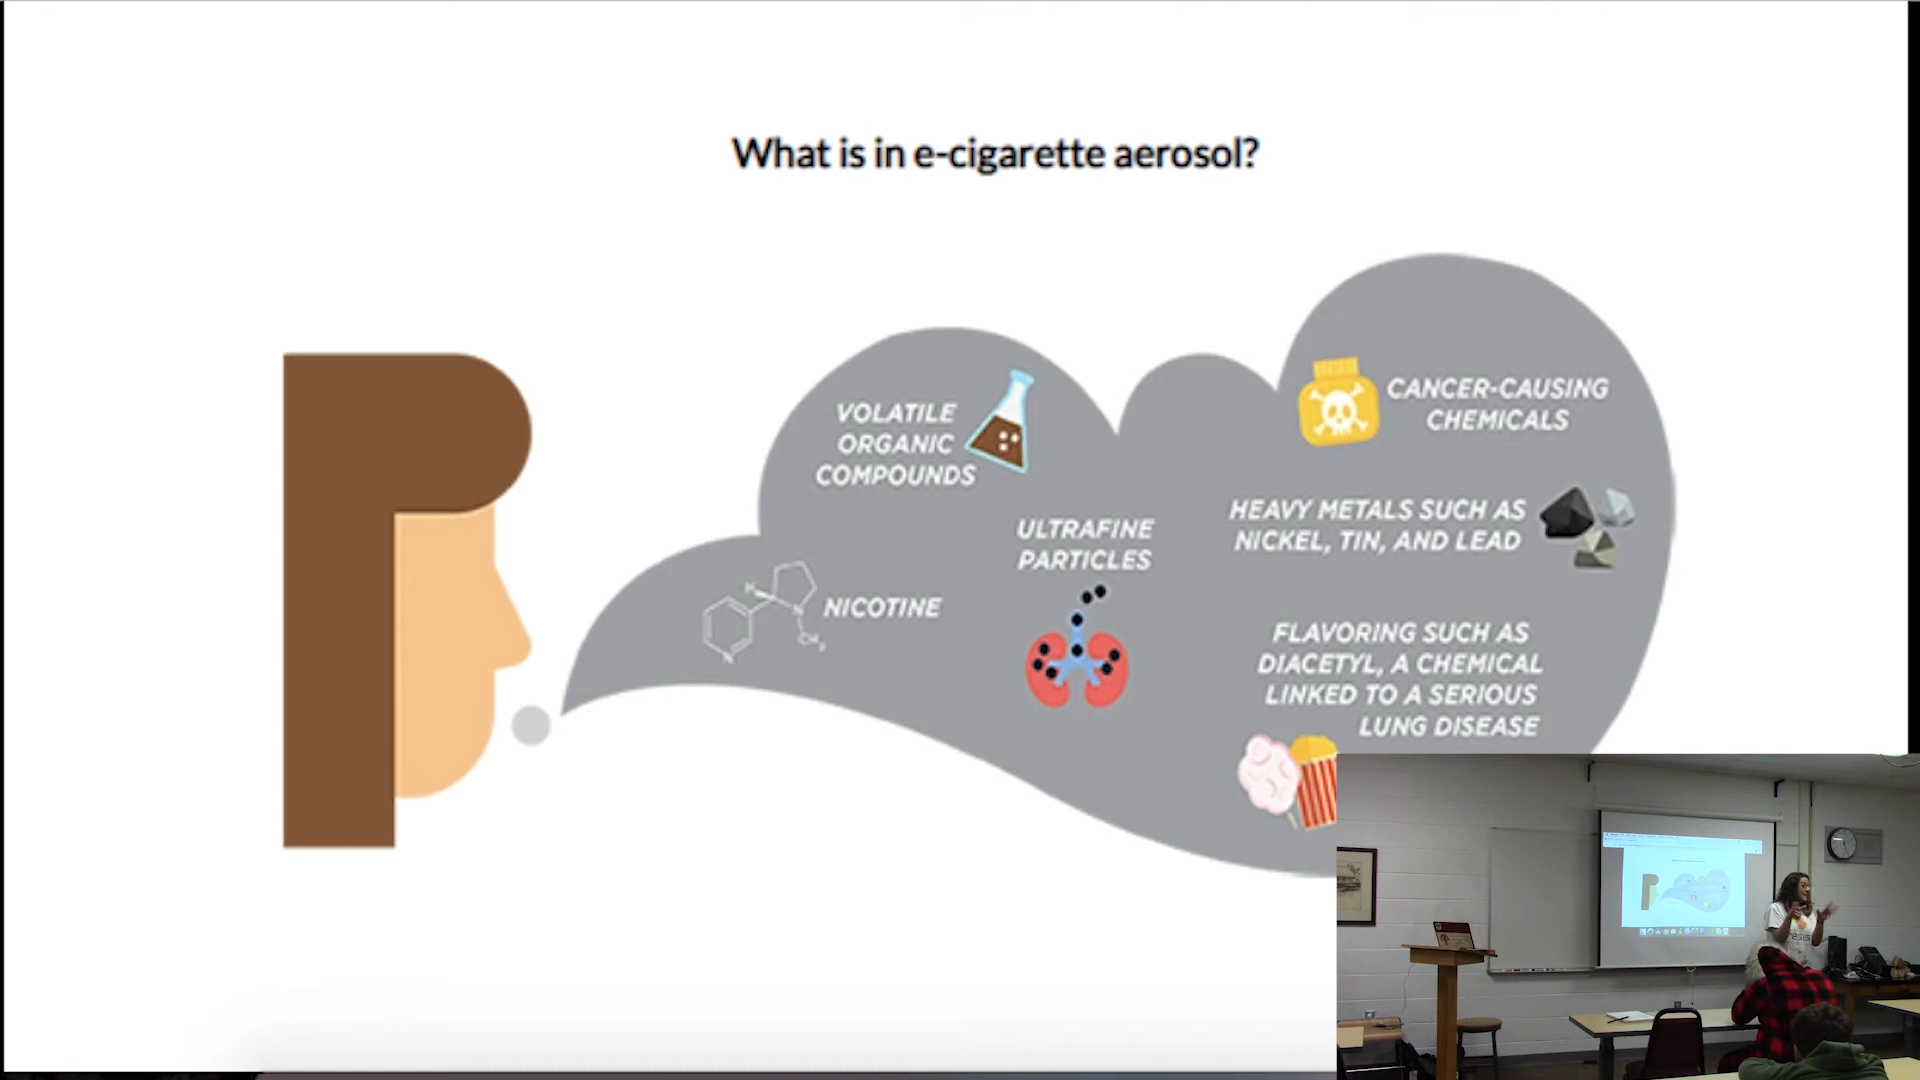 What is in e-cigarette aerosol?
VOLATILE
ORGANIC
COMPOUNDS
CANCER-CAUSING
CHEMICALS
HEAVY METALS SUCH AS
NICKEL, TIN, AND LEAD
ULTRAFINE
PARTICLES
H
N
CH3
N
NICOTINE
FLAVORING SUCH AS
DIACETYL, A CHEMICAL
LINKED TO A SERIOUS
LUNG DISEASE